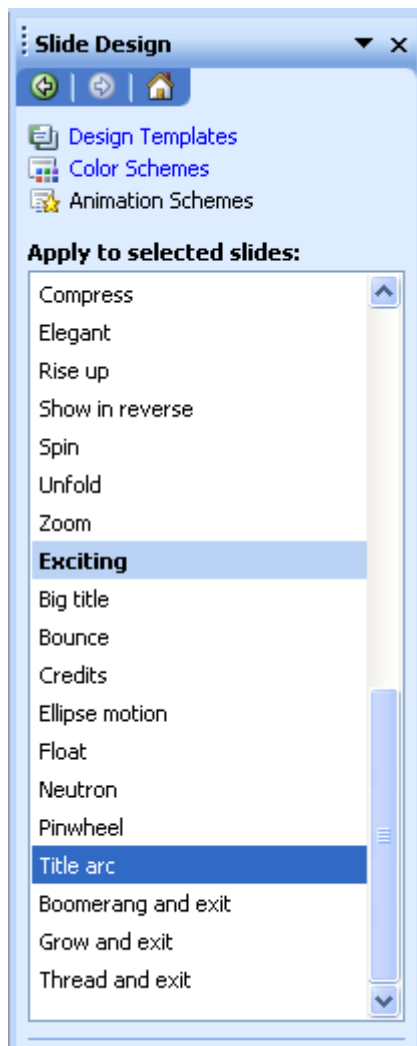 Slide Design
Design Templates
Color Schemes
Animation Schemes
Apply to selected slides:
Compress
Elegant
Rise up
Show in reverse
Spin
Unfold
Zoom
Exciting
Big title
Bounce
Credits
Ellipse motion
Float
Neutron
Pinwheel
Title arc
Boomerang and exit
Grow and exit
Thread and exit